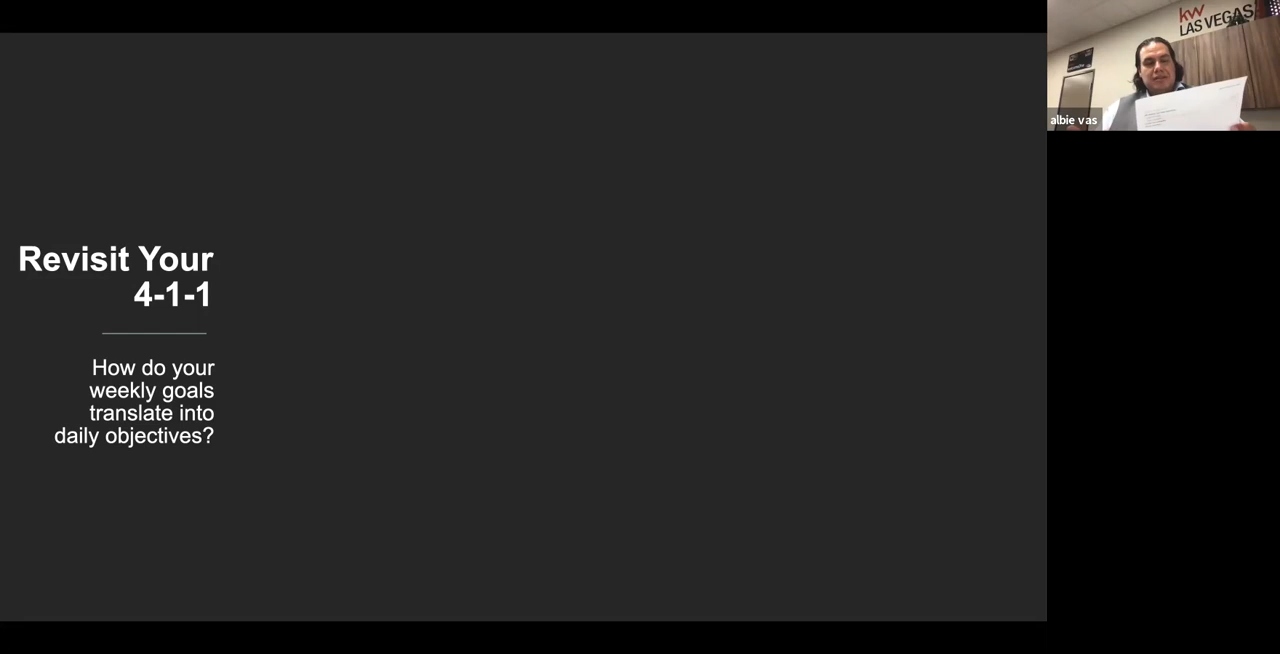 Revisit Your
4-1-1
How do your
weekly goals
translate into
daily objectives?
kw
LAS VEGAS
albie vas